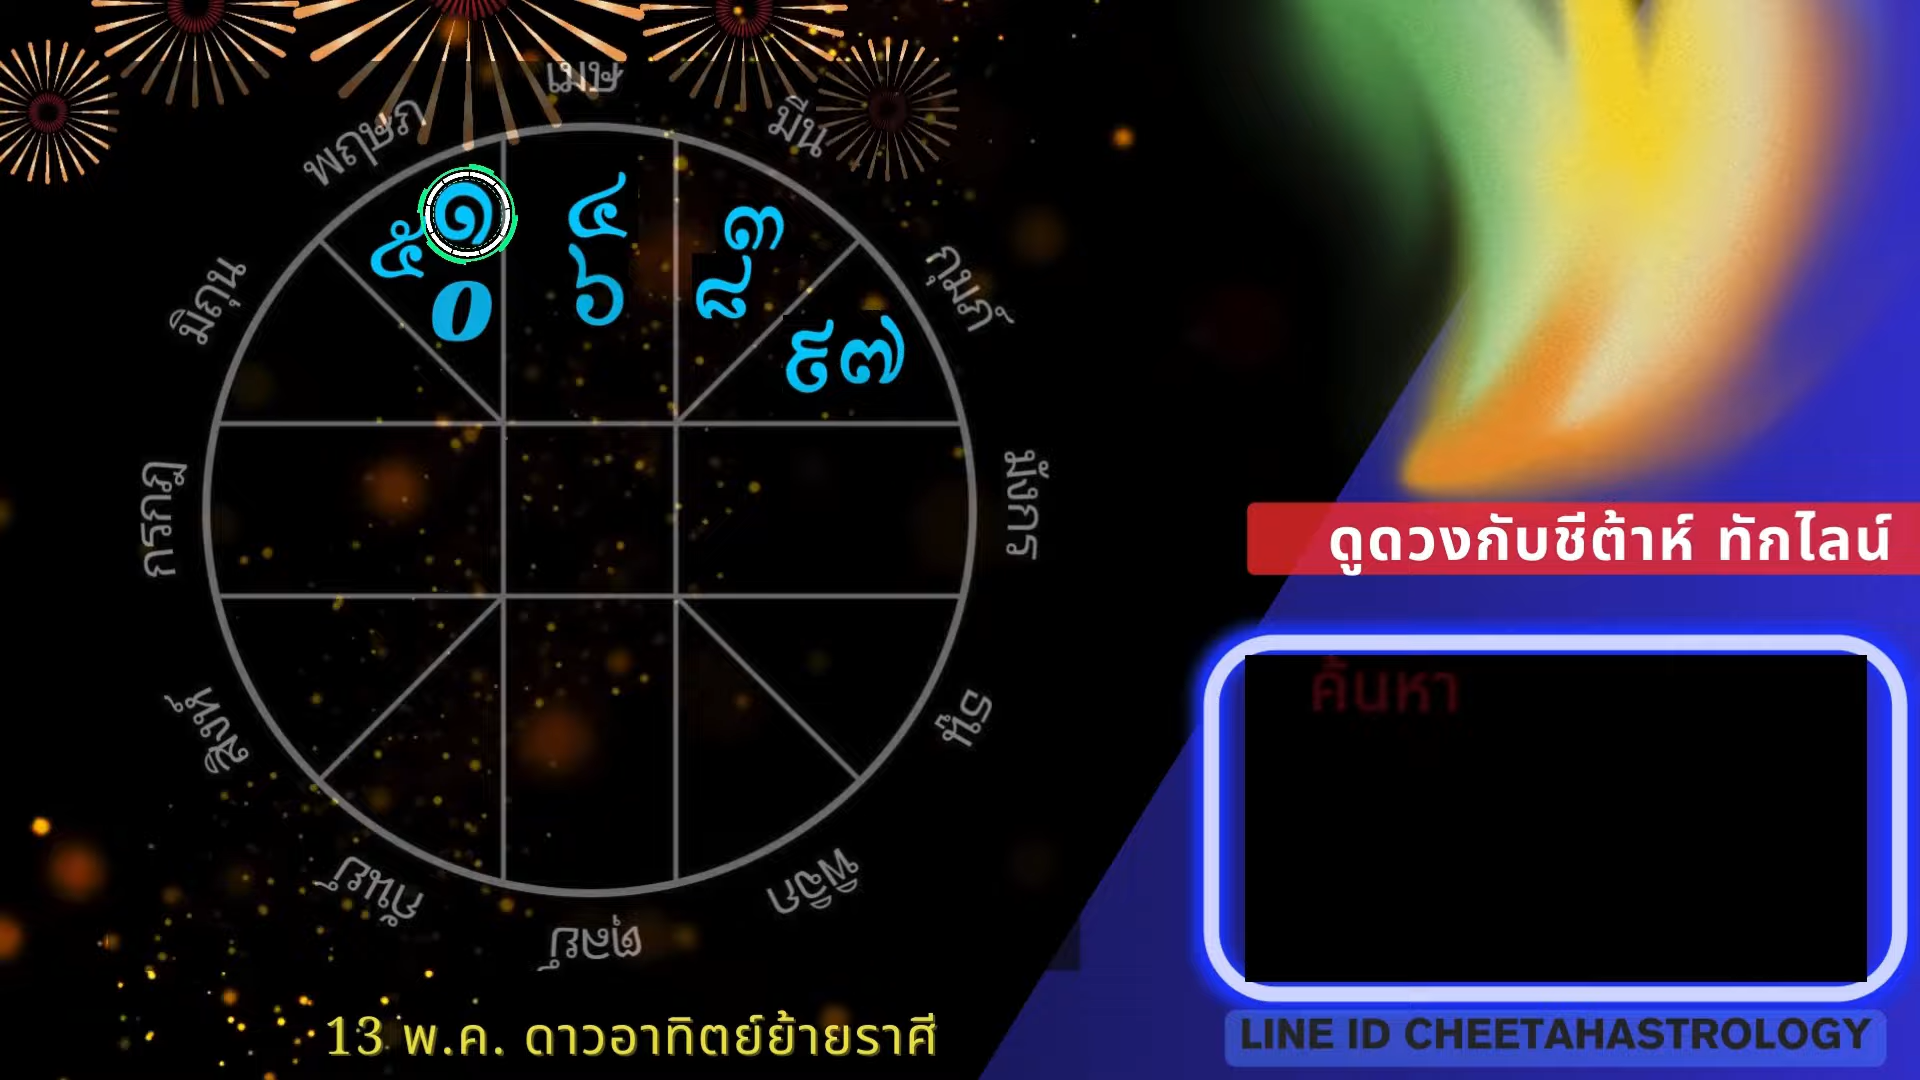 เมษ
พฤษภ
มีน
มิถุน
กุมภ์
๑
๕
๐
๔
๖
๓
๘
๙๗
กรกฎ
มังกร
สิงห์
ธนู
กันย์
พิจิก
ตุลย์
13 พ.ค. ดาวอาทิตย์ย้ายราศี
ดูดวงกับชีต้าห์ ทักไลน์
ค้นหา
LINE ID CHEETAHASTROLOGY